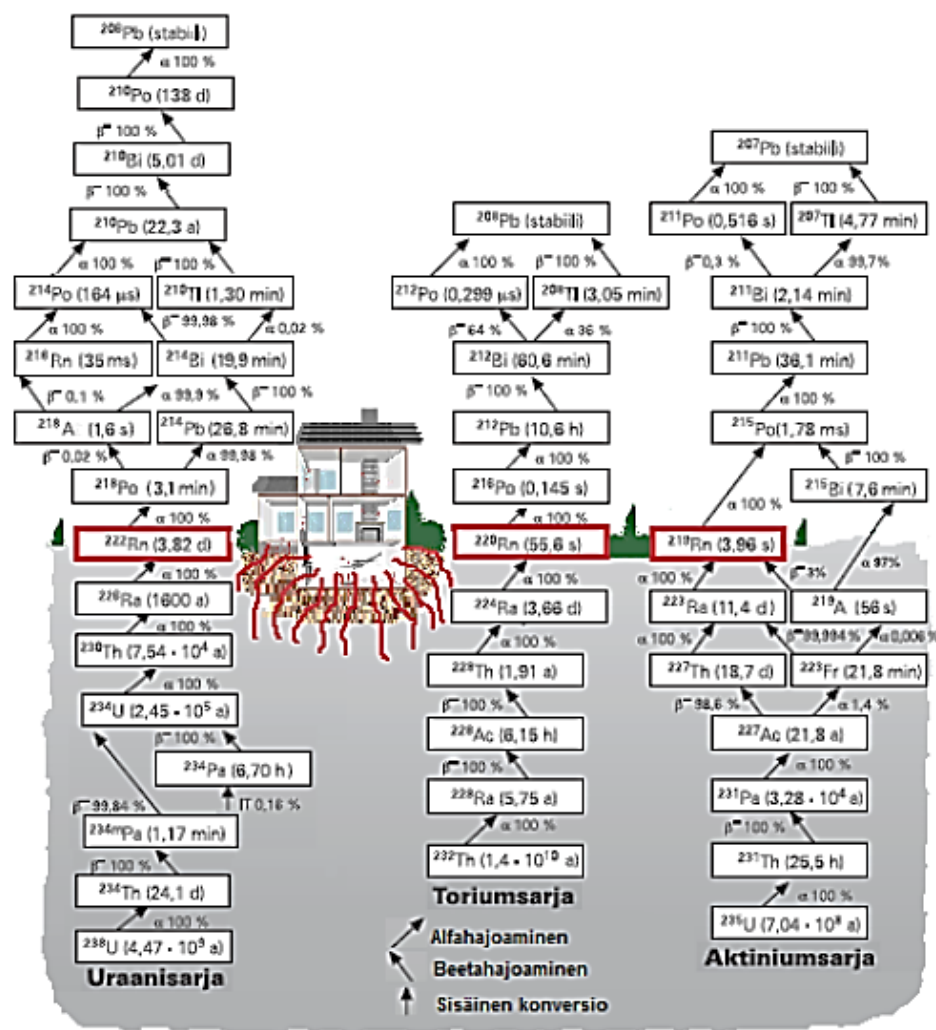 ²⁰⁶Pb (stabiili)
α 100 %
²¹⁰Po (138 d)
β⁻ 100 %
²¹⁰Bi (5,01 d)
β⁻ 100 %
²¹⁰Pb (22,3 a)
α 100 %
β⁻ 100 %
²¹⁴Po (164 µs)
²¹⁰Tl (1,30 min)
α 100 %
β⁻ 99,98 %
α 0,02 %
²¹⁸Rn (35 ms)
²¹⁴Bi (19,9 min)
β⁻ 0,1 %
α 99,9 %
β⁻ 100 %
²¹⁸A (1,6 s)
²¹⁴Pb (26,8 min)
β⁻ 0,02 %
α 99,98 %
²¹⁸Po (3,1 min)
α 100 %
²²²Rn (3,82 d)
α 100 %
²²⁶Ra (1600 a)
α 100 %
²³⁰Th (7,54 · 10⁴ a)
α 100 %
²³⁴U (2,45 · 10⁵ a)
β⁻ 100 %
²³⁴Pa (6,70 h)
β⁻ 99,84 %
IT 0,16 %
²³⁴ᵐPa (1,17 min)
β⁻ 100 %
²³⁴Th (24,1 d)
α 100 %
²³⁸U (4,47 · 10⁹ a)
Uraanisarja
²⁰⁸Pb (stabiili)
α 100 %
β⁻ 100 %
²¹²Po (0,299 µs)
²⁰⁸Tl (3,05 min)
β⁻ 64 %
α 36 %
²¹²Bi (60,6 min)
β⁻ 100 %
²¹²Pb (10,6 h)
α 100 %
²¹⁶Po (0,145 s)
α 100 %
²²⁰Rn (55,6 s)
α 100 %
²²⁴Ra (3,66 d)
α 100 %
²²⁸Th (1,91 a)
β⁻ 100 %
²²⁸Ac (6,15 h)
β⁻ 100 %
²²⁸Ra (5,75 a)
α 100 %
²³²Th (1,4 · 10¹⁰ a)
Toriumsarja
²⁰⁷Pb (stabiili)
α 100 %
β⁻ 100 %
²¹¹Po (0,516 s)
²⁰⁷Tl (4,77 min)
β⁻ 0,3 %
α 99,7%
²¹¹Bi (2,14 min)
β⁻ 100 %
²¹¹Pb (36,1 min)
α 100 %
²¹⁵Po(1,78 ms)
β⁻ 100 %
²¹⁵Bi (7,6 min)
α 100 %
²¹⁹Rn (3,96 s)
α 97%
α 100 %
β⁻ 3%
²²³Ra (11,4 d)
²¹⁹A (56 s)
α 100 %
β⁻ 99,994 %
α 0,006%
²²⁷Th (18,7 d)
²²³Fr (21,8 min)
β⁻ 98,6 %
α 1,4 %
²²⁷Ac (21,8 a)
α 100 %
²³¹Pa (3,28 · 10⁴ a)
β⁻ 100 %
²³¹Th (25,5 h)
α 100 %
²³⁵U (7,04 · 10⁸ a)
Aktiniumsarja
Alfahajoaminen
Beetahajoaminen
Sisäinen konversio